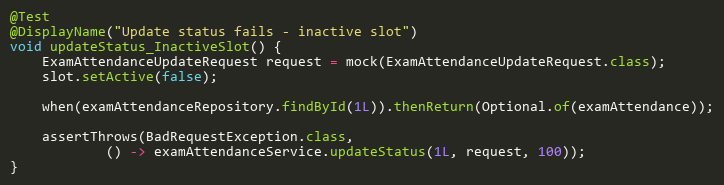 @Test
@DisplayName("Update status fails - inactive slot")
void updateStatus_InactiveSlot() {
    ExamAttendanceUpdateRequest request = mock(ExamAttendanceUpdateRequest.class);
    slot.setActive(false);

    when(examAttendanceRepository.findById(1L)).thenReturn(Optional.of(examAttendance));

    assertThrows(BadRequestException.class,
            () -> examAttendanceService.updateStatus(1L, request, 100));
}